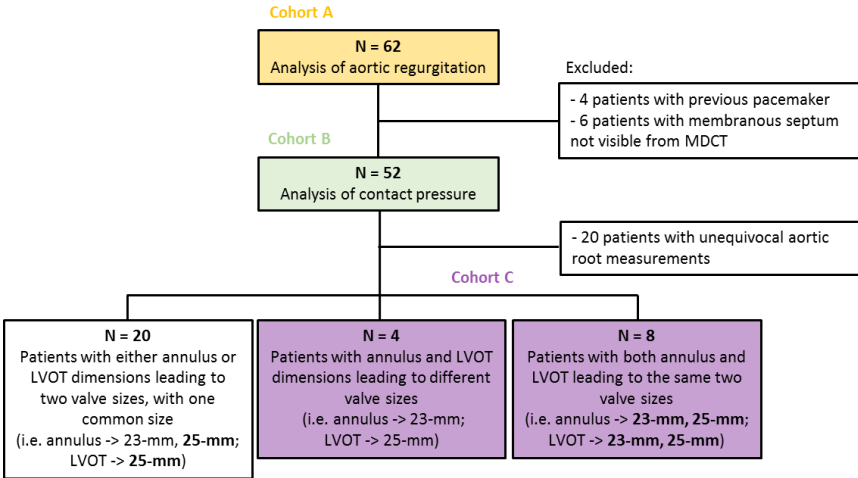 Cohort A
N = 62
Analysis of aortic regurgitation
Excluded:
- 4 patients with previous pacemaker
- 6 patients with membranous septum
not visible from MDCT
Cohort B
N = 52
Analysis of contact pressure
- 20 patients with unequivocal aortic
root measurements
Cohort C
N = 20
Patients with either annulus or
LVOT dimensions leading to
two valve sizes, with one
common size
(i.e. annulus -> 23-mm, 25-mm;
LVOT -> 25-mm)
N = 4
Patients with annulus and LVOT
dimensions leading to different
valve sizes
(i.e. annulus -> 23-mm;
LVOT -> 25-mm)
N = 8
Patients with both annulus and
LVOT leading to the same two
valve sizes
(i.e. annulus -> 23-mm, 25-mm;
LVOT -> 23-mm, 25-mm)